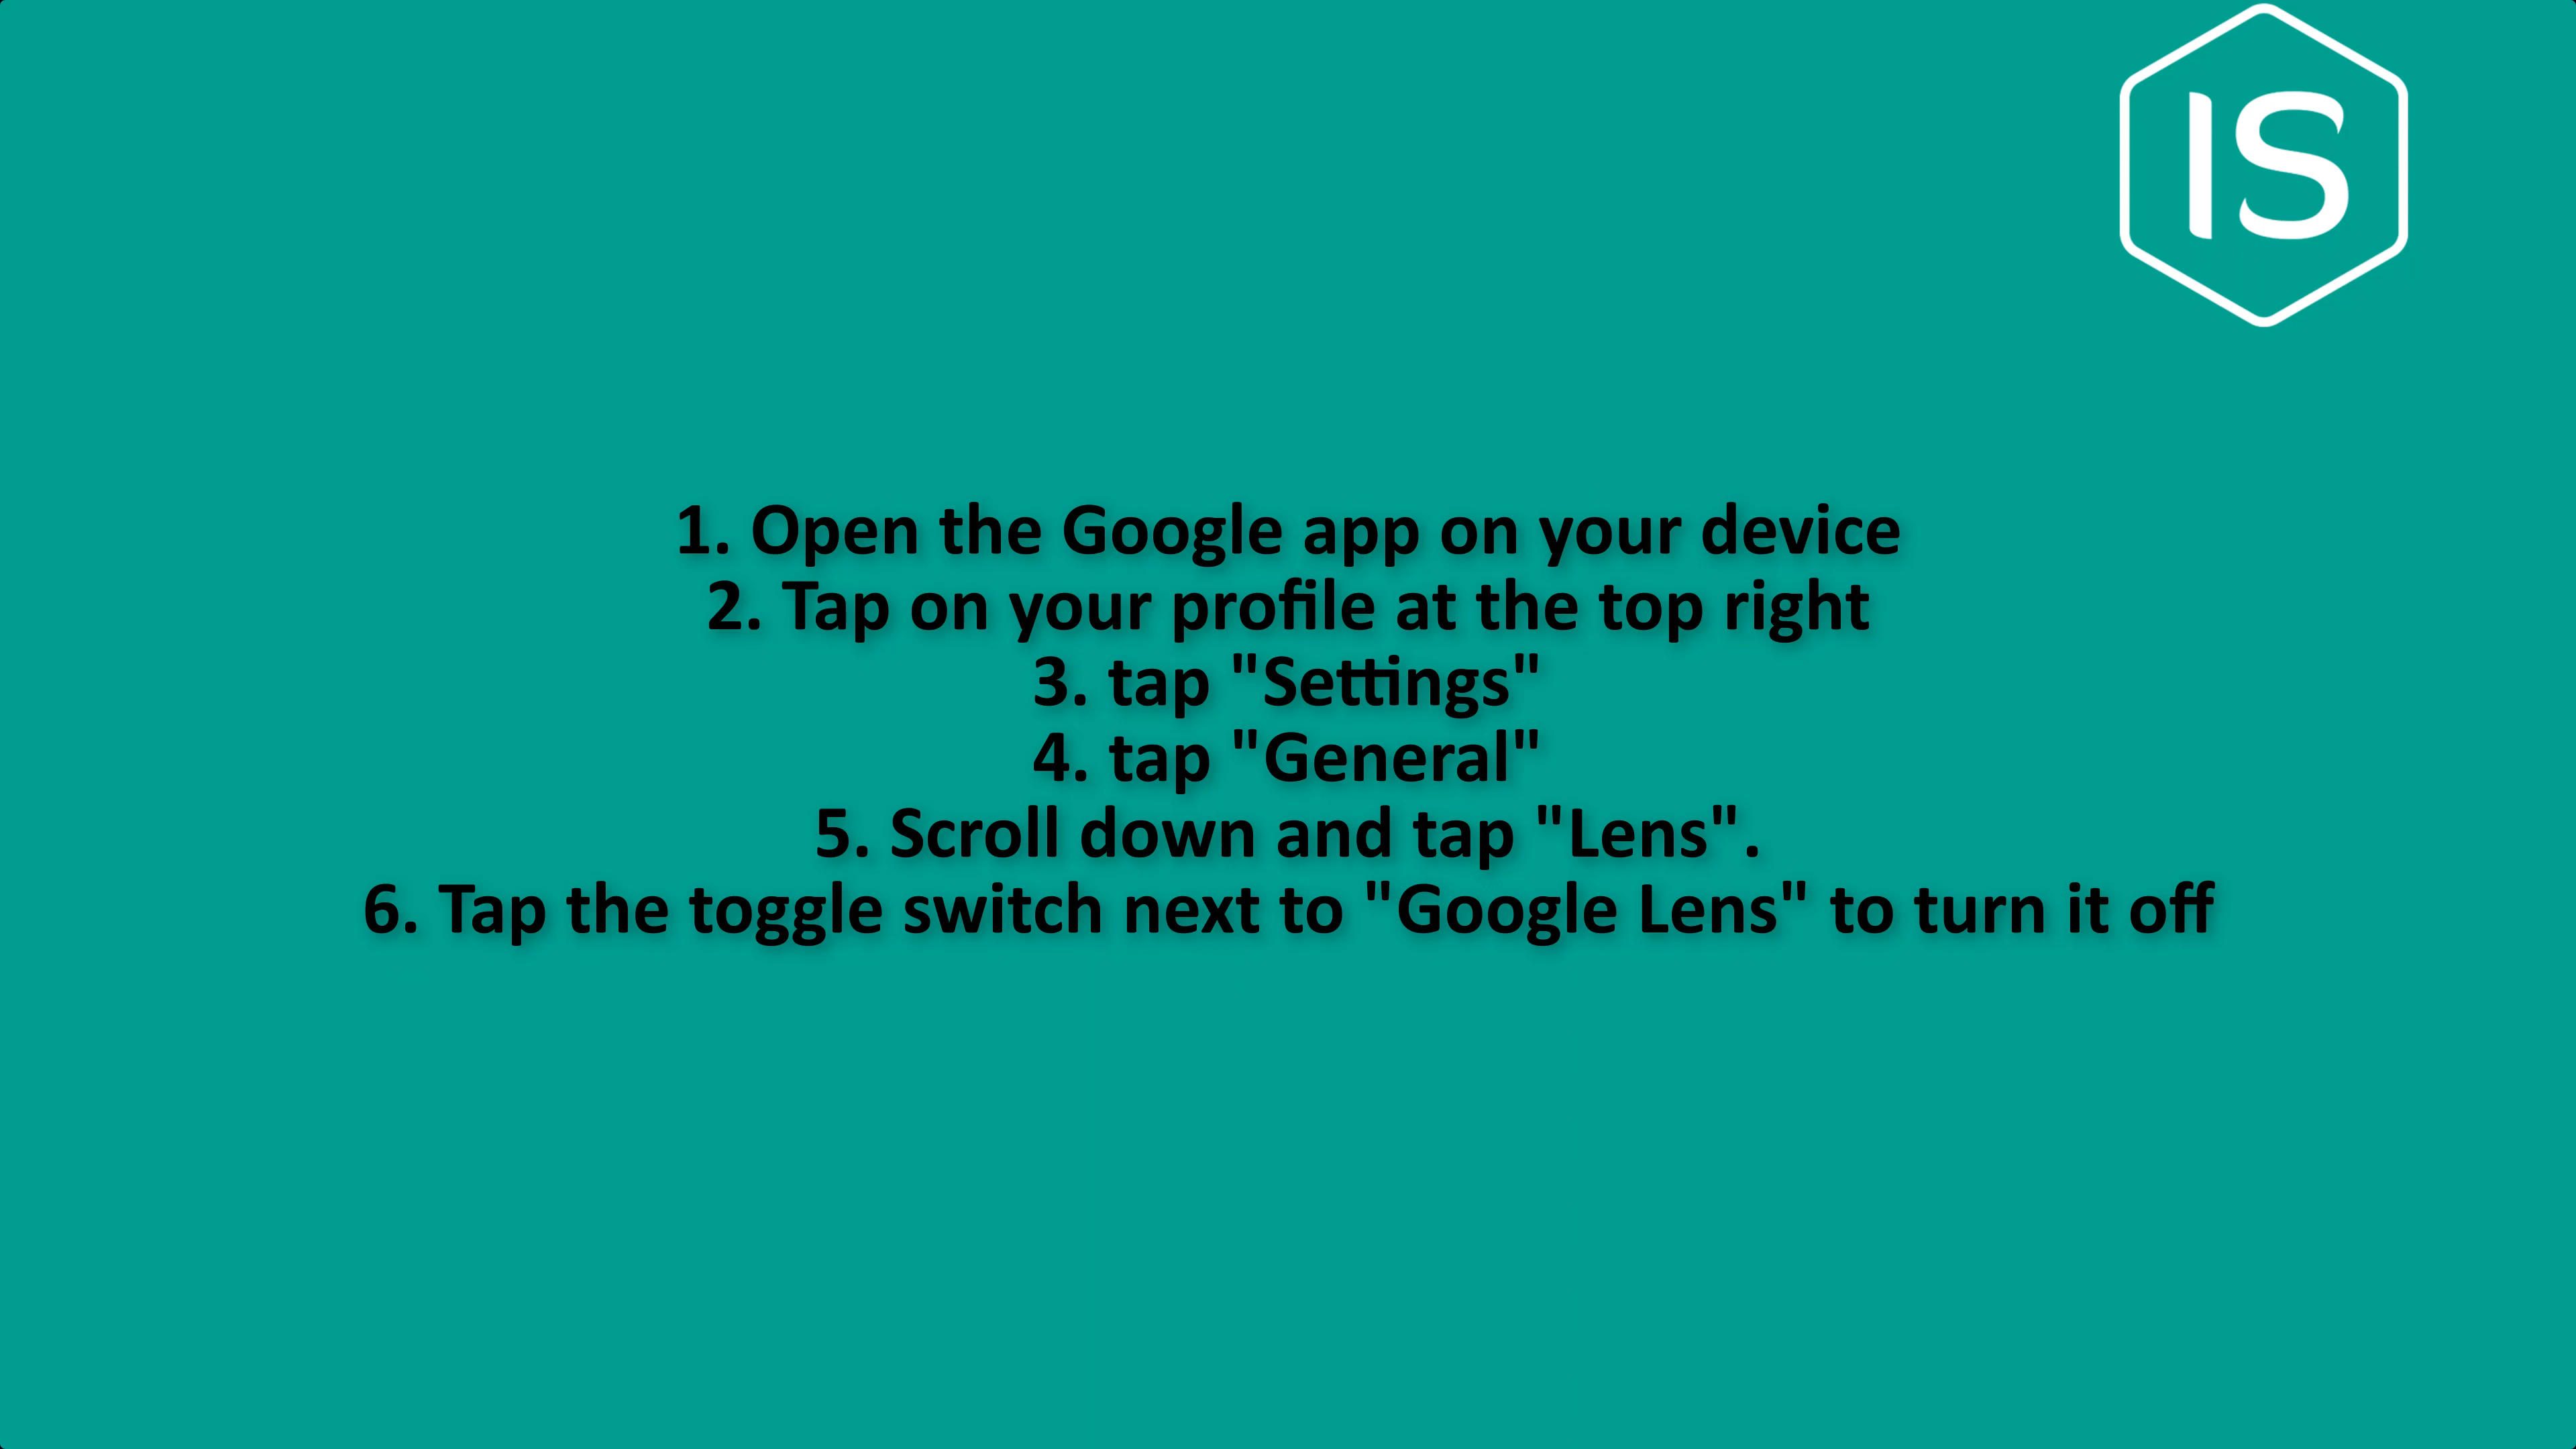 IS
1. Open the Google app on your device
2. Tap on your profile at the top right
3. tap "Settings"
4. tap "General"
5. Scroll down and tap "Lens".
6. Tap the toggle switch next to "Google Lens" to turn it off